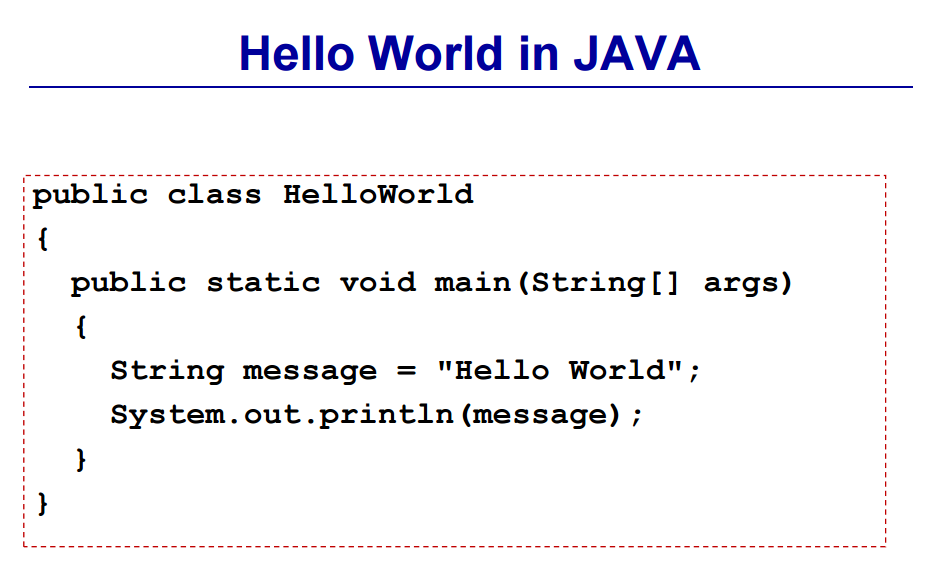 Hello World in JAVA
public class HelloWorld
{
  public static void main(String[] args)
  {
    String message = "Hello World";
    System.out.println(message);
  }
}